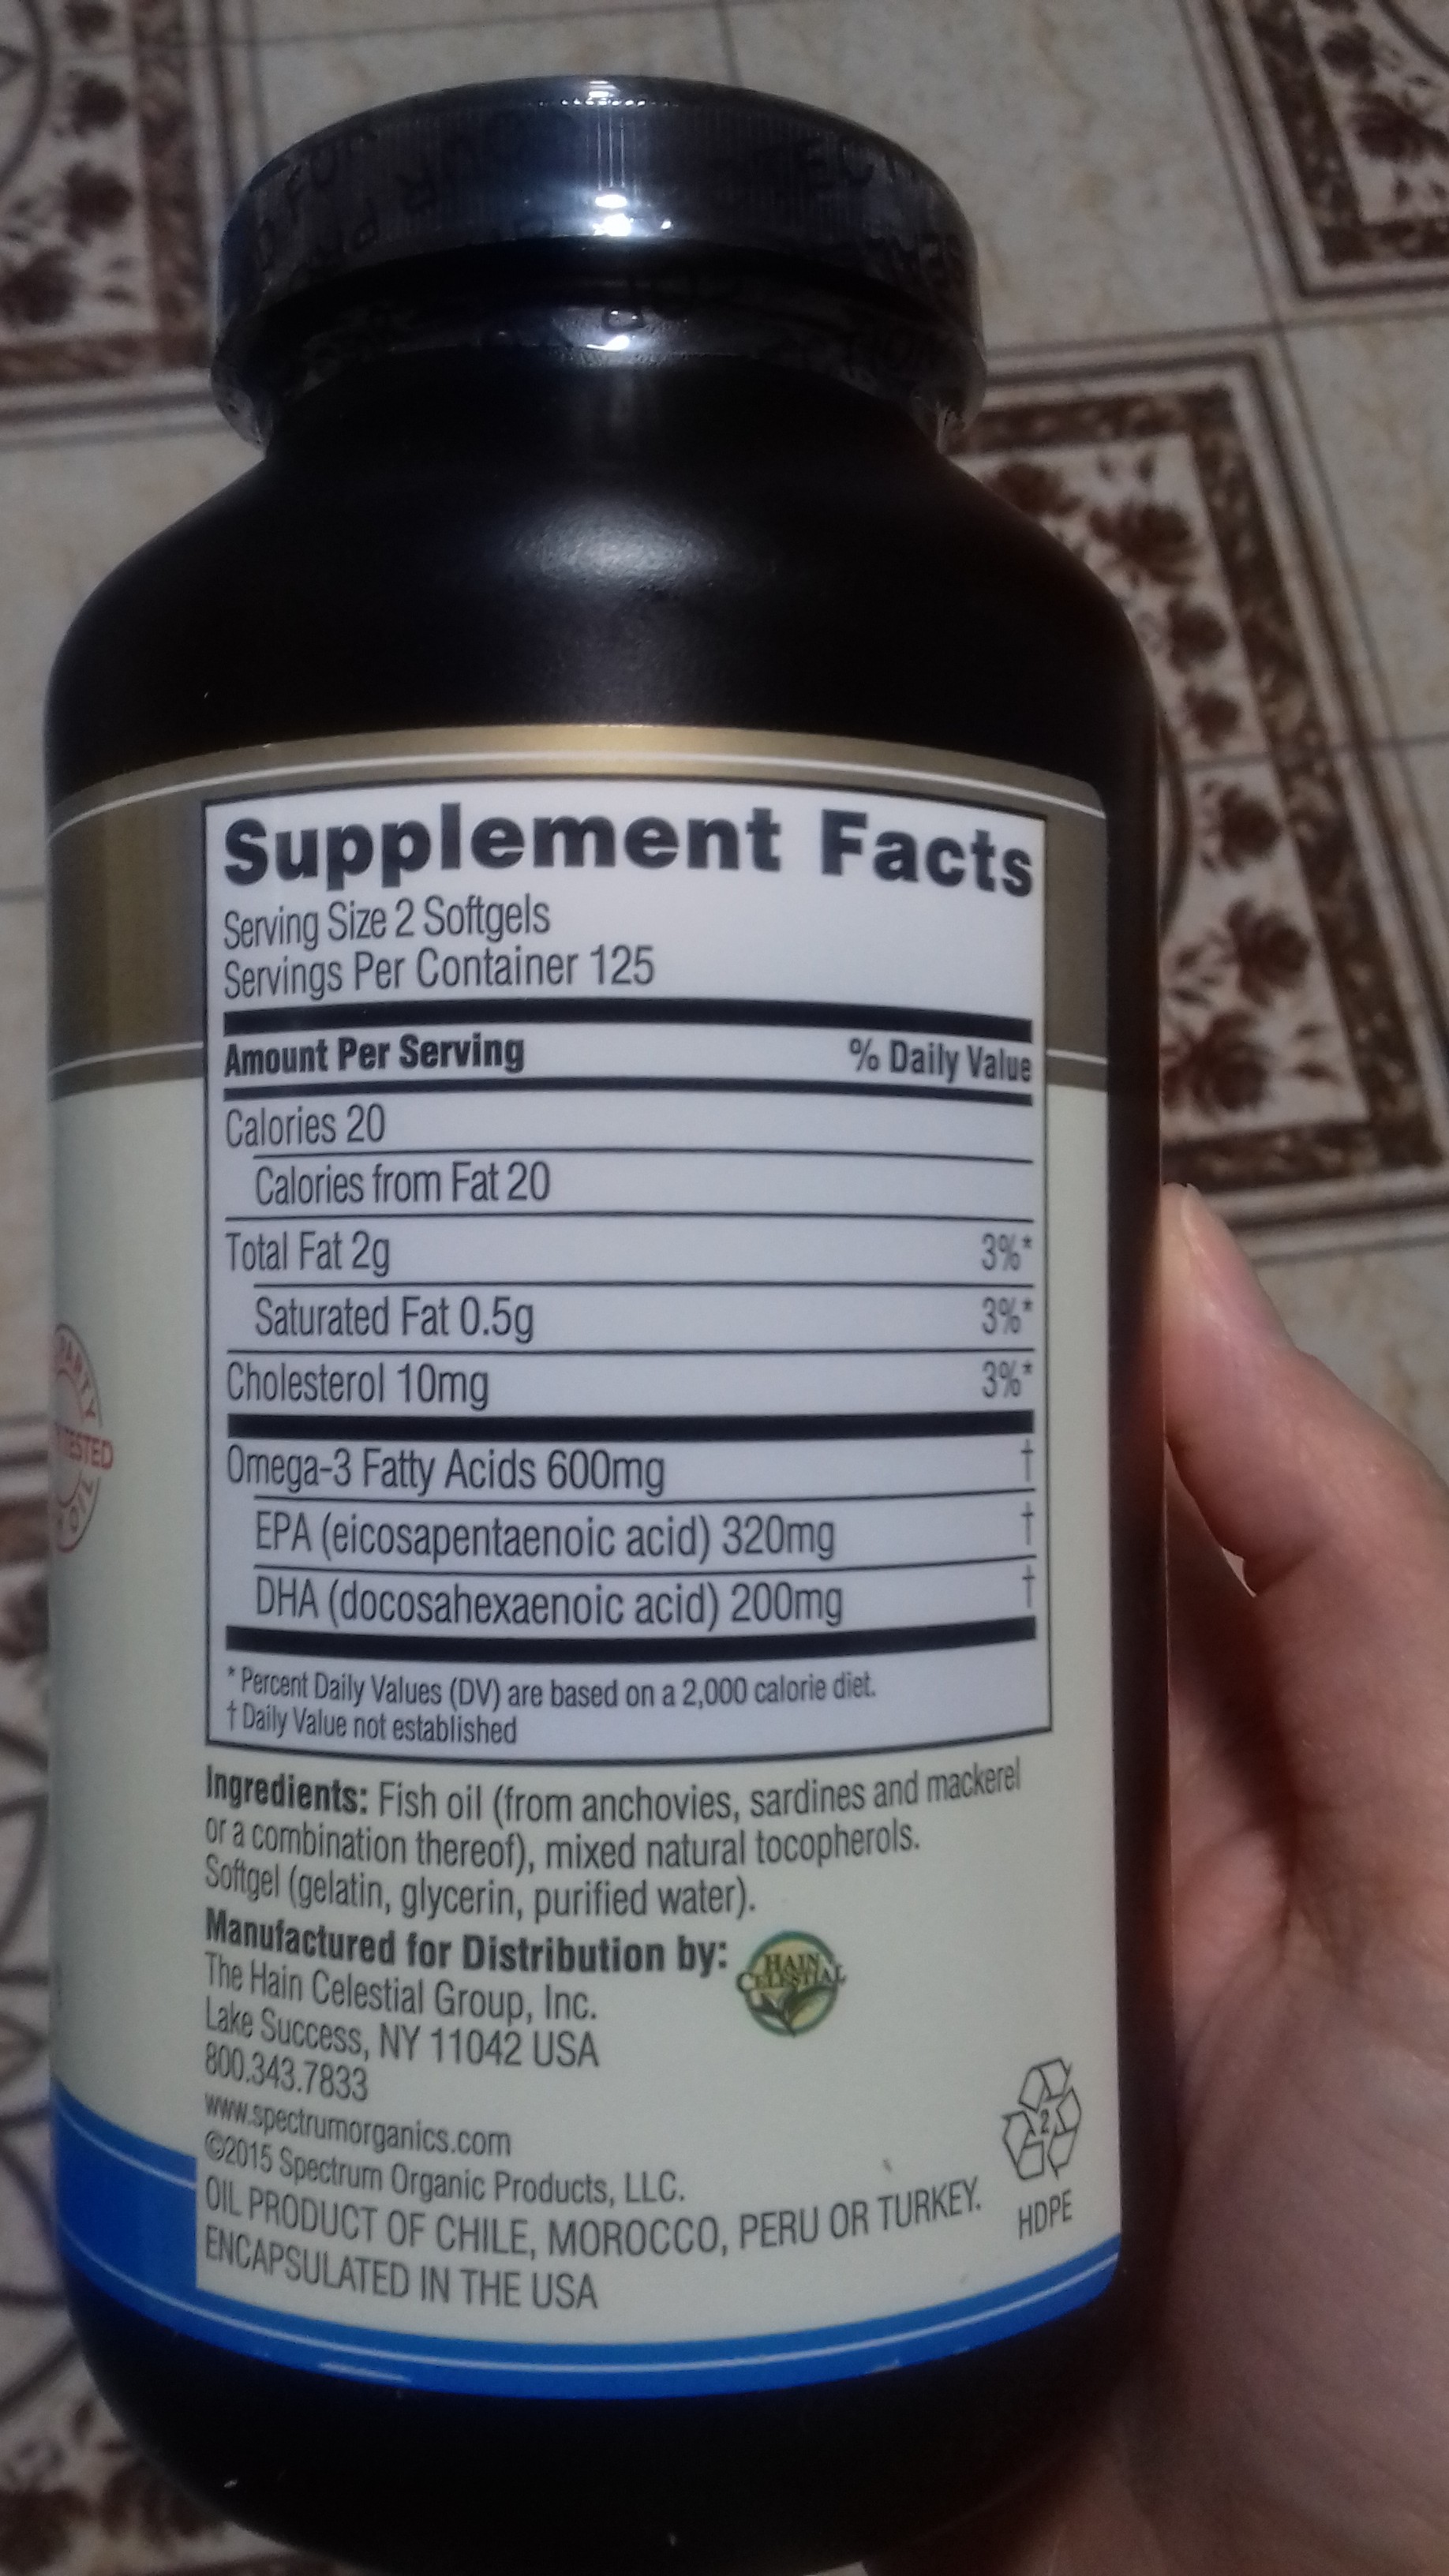 Supplement Facts
Serving Size 2 Softgels
Servings Per Container 125
Amount Per Serving % Daily Value
Calories 20
Calories from Fat 20
Total Fat 2g 3%*
Saturated Fat 0.5g 3%*
Cholesterol 10mg 3%*
Omega-3 Fatty Acids 600mg †
EPA (eicosapentaenoic acid) 320mg †
DHA (docosahexaenoic acid) 200mg †
* Percent Daily Values (DV) are based on a 2,000 calorie diet.
† Daily Value not established
Ingredients: Fish oil (from anchovies, sardines and mackerel
or a combination thereof), mixed natural tocopherols.
Softgel (gelatin, glycerin, purified water).
Manufactured for Distribution by:
The Hain Celestial Group, Inc.
Lake Success, NY 11042 USA
800.343.7833
www.spectrumorganics.com
©2015 Spectrum Organic Products, LLC.
OIL PRODUCT OF CHILE, MOROCCO, PERU OR TURKEY.
ENCAPSULATED IN THE USA
HAIN
CELESTIAL
2
HDPE
PARTY
TESTED
OIL